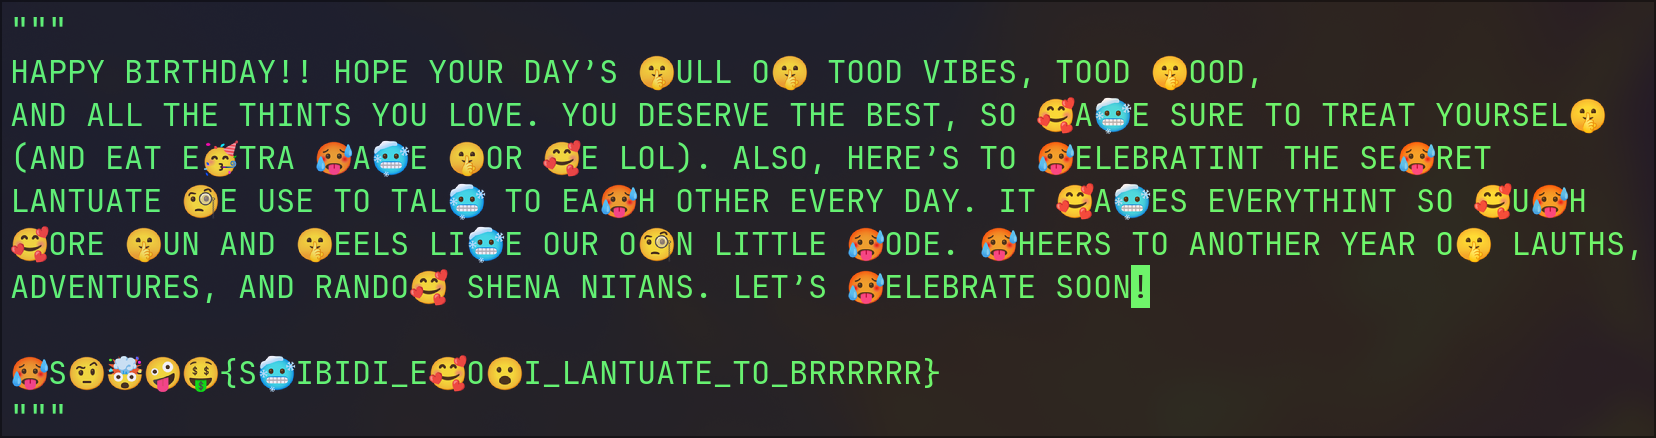 """
HAPPY BIRTHDAY!! HOPE YOUR DAY’S 🤫ULL O🤫 TOOD VIBES, TOOD 🤫OOD,
AND ALL THE THINTS YOU LOVE. YOU DESERVE THE BEST, SO 🥰A🥶E SURE TO TREAT YOURSEL🤫
(AND EAT E🥳TRA 🥵A🥶E 🤫OR 🥰E LOL). ALSO, HERE’S TO 🥵ELEBRATINT THE SE🥵RET
LANTUATE 🧐E USE TO TAL🥶 TO EA🥵H OTHER EVERY DAY. IT 🥰A🥶ES EVERYTHINT SO 🥰U🥵H
🥰ORE 🤫UN AND 🤫EELS LI🥶E OUR O🧐N LITTLE 🥵ODE. 🥵HEERS TO ANOTHER YEAR O🤫 LAUTHS,
ADVENTURES, AND RANDO🥰 SHENA NITANS. LET’S 🥵ELEBRATE SOON!
🥵S🤨🤯🤪🤑{S🥶IBIDI_E🥰O😮I_LANTUATE_TO_BRRRRRR}
"""